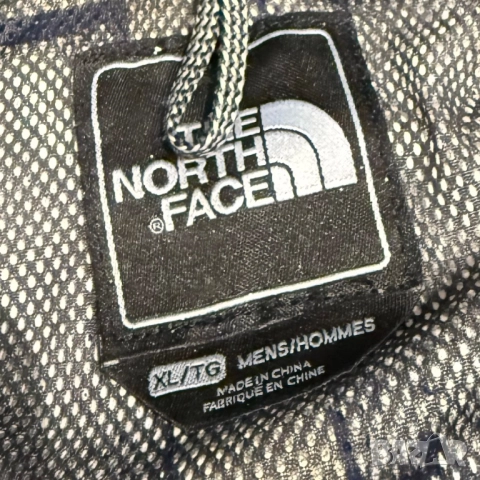 THE
NORTH
FACE
®
XL/TG MENS/HOMMES
MADE IN CHINA
FABRIQUÉ EN CHINE